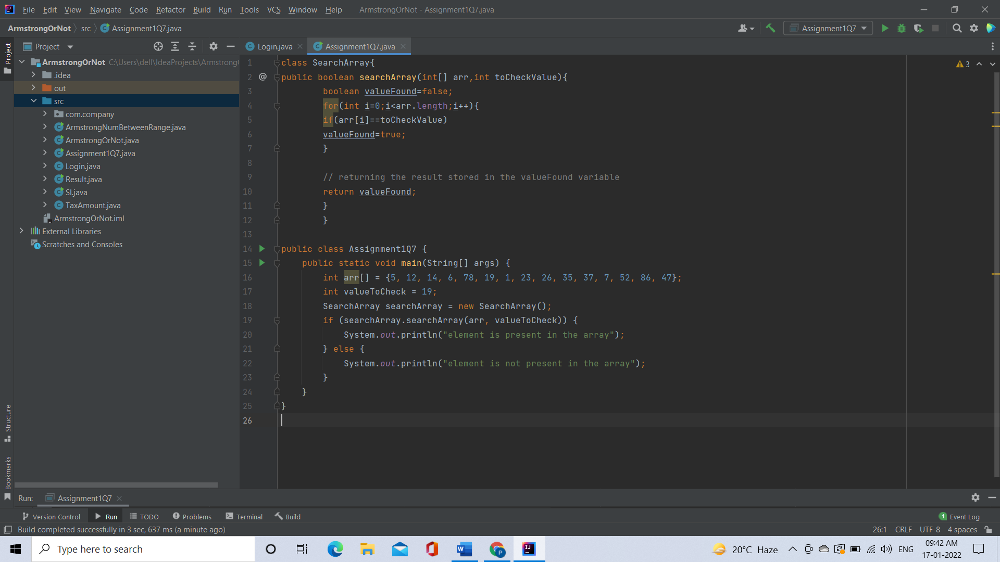 File Edit View Navigate Code Refactor Build Run Tools VCS Window Help ArmstrongOrNot - Assignment1Q7.java
ArmstrongOrNot src Assignment1Q7.java Assignment1Q7
Project
Project Login.java Assignment1Q7.java
ArmstrongOrNot C:\Users\dell\IdeaProjects\Armstrong
.idea
out
src
com.company
ArmstrongNumBetweenRange.java
ArmstrongOrNot.java
Assignment1Q7.java
Login.java
Result.java
SI.java
TaxAmount.java
ArmstrongOrNot.iml
External Libraries
Scratches and Consoles
Structure
Bookmarks
3
1 class SearchArray{
2 @ public boolean searchArray(int[] arr,int toCheckValue){
3 boolean valueFound=false;
4 for(int i=0;i<arr.length;i++){
5 if(arr[i]==toCheckValue)
6 valueFound=true;
7 }
8
9 // returning the result stored in the valueFound variable
10 return valueFound;
11 }
12 }
13
14 public class Assignment1Q7 {
15 public static void main(String[] args) {
16 int arr[] = {5, 12, 14, 6, 78, 19, 1, 23, 26, 35, 37, 7, 52, 86, 47};
17 int valueToCheck = 19;
18 SearchArray searchArray = new SearchArray();
19 if (searchArray.searchArray(arr, valueToCheck)) {
20 System.out.println("element is present in the array");
21 } else {
22 System.out.println("element is not present in the array");
23 }
24 }
25 }
26
Run: Assignment1Q7
Version Control Run TODO Problems Terminal Build 1 Event Log
Build completed successfully in 3 sec, 637 ms (a minute ago) 26:1 CRLF UTF-8 4 spaces
Type here to search 20°C Haze ENG 09:42 AM
17-01-2022